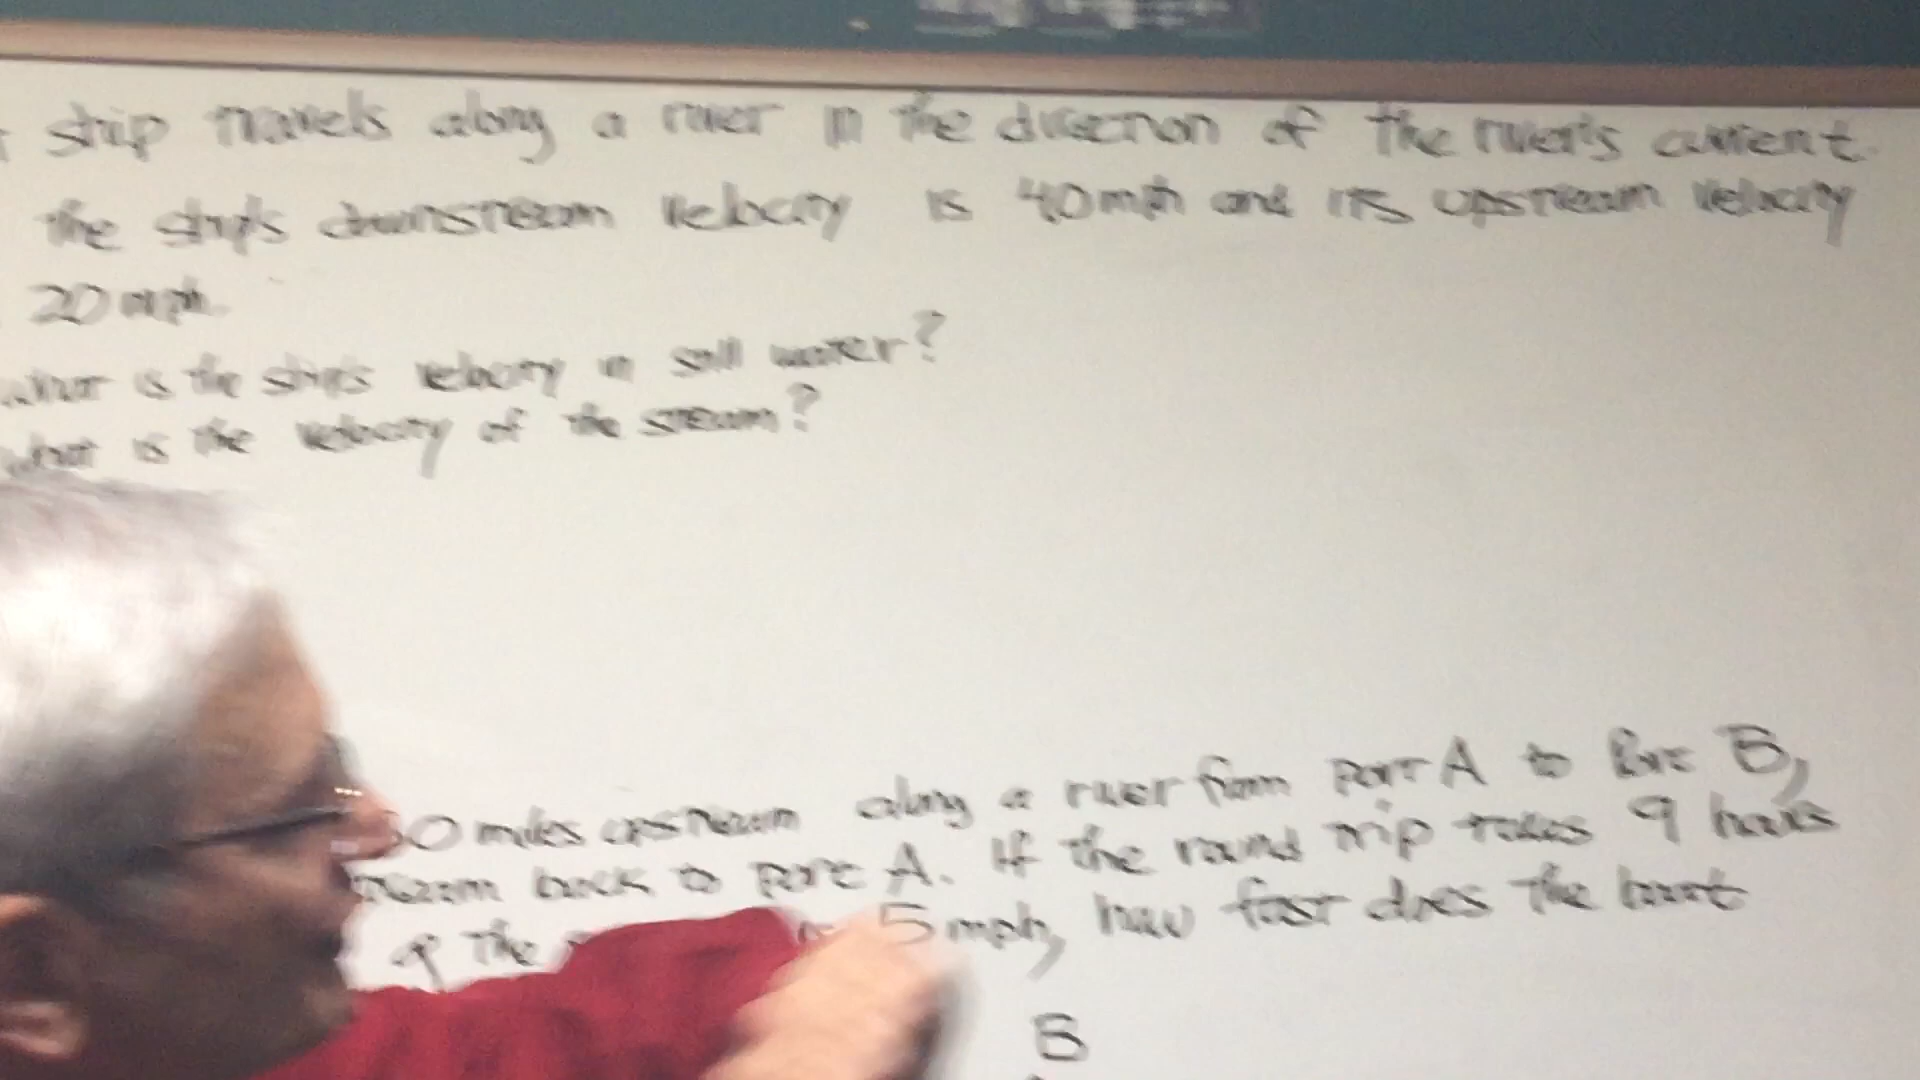 ship travels along a river in the direction of the river's current.
the ship's downstream velocity is 40 mph and its upstream velocity
20 mph.
what is the ship's velocity in still water?
what is the velocity of the stream?
0 miles upstream along a river from port A to Port B,
back to port A. If the round trip takes 9 hours
of the 5 mph, how fast does the boat
B